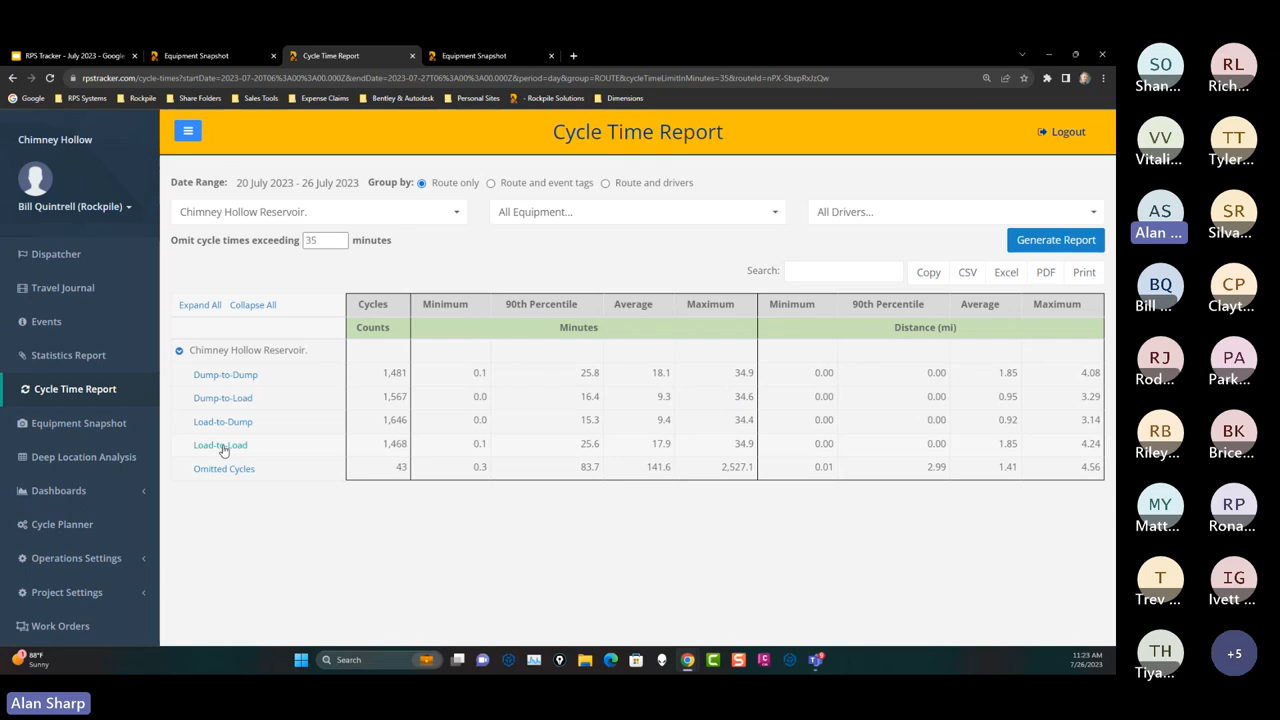 RPS Tracker - July 2023 - Google
Equipment Snapshot
Cycle Time Report
Equipment Snapshot
rpstracker.com/cycle-times?startDate=2023-07-20T06%3A00%3A00.000Z&endDate=2023-07-27T06%3A00%3A00.000Z&period=day&group=ROUTE&cycleTimeLimitInMinutes=35&routeId=nPX-SbxpRxIzQw
Google RPS Systems Rockpile Share Folders Sales Tools Expense Claims Bentley & Autodesk Personal Sites - Rockpile Solutions Dimensions
Chimney Hollow
Bill Quintrell (Rockpile)
Dispatcher
Travel Journal
Events
Statistics Report
Cycle Time Report
Equipment Snapshot
Deep Location Analysis
Dashboards
Cycle Planner
Operations Settings
Project Settings
Work Orders
Cycle Time Report
Logout
Date Range: 20 July 2023 - 26 July 2023 Group by: Route only Route and event tags Route and drivers
Chimney Hollow Reservoir. All Equipment... All Drivers...
Omit cycle times exceeding 35 minutes
Generate Report
Search: Copy CSV Excel PDF Print
Expand All Collapse All Cycles Minimum 90th Percentile Average Maximum Minimum 90th Percentile Average Maximum
Counts Minutes Distance (mi)
Chimney Hollow Reservoir.
Dump-to-Dump 1,481 0.1 25.8 18.1 34.9 0.00 0.00 1.85 4.08
Dump-to-Load 1,567 0.0 16.4 9.3 34.6 0.00 0.00 0.95 3.29
Load-to-Dump 1,646 0.0 15.3 9.4 34.4 0.00 0.00 0.92 3.14
Load-to-Load 1,468 0.1 25.6 17.9 34.9 0.00 0.00 1.85 4.24
Omitted Cycles 43 0.3 83.7 141.6 2,527.1 0.01 2.99 1.41 4.56
SO RL
Shan... Rich...
VV TT
Vitali... Tyler...
AS SR
Alan ... Silva...
BQ CP
Bill ... Clayt...
RJ PA
Rod... Park...
RB BK
Riley... Brice...
MY RP
Matt... Rona...
T IG
Trev ... Ivett ...
TH +5
Tiya...
1
88°F
Sunny
Search
11:23 AM
7/26/2023
Alan Sharp